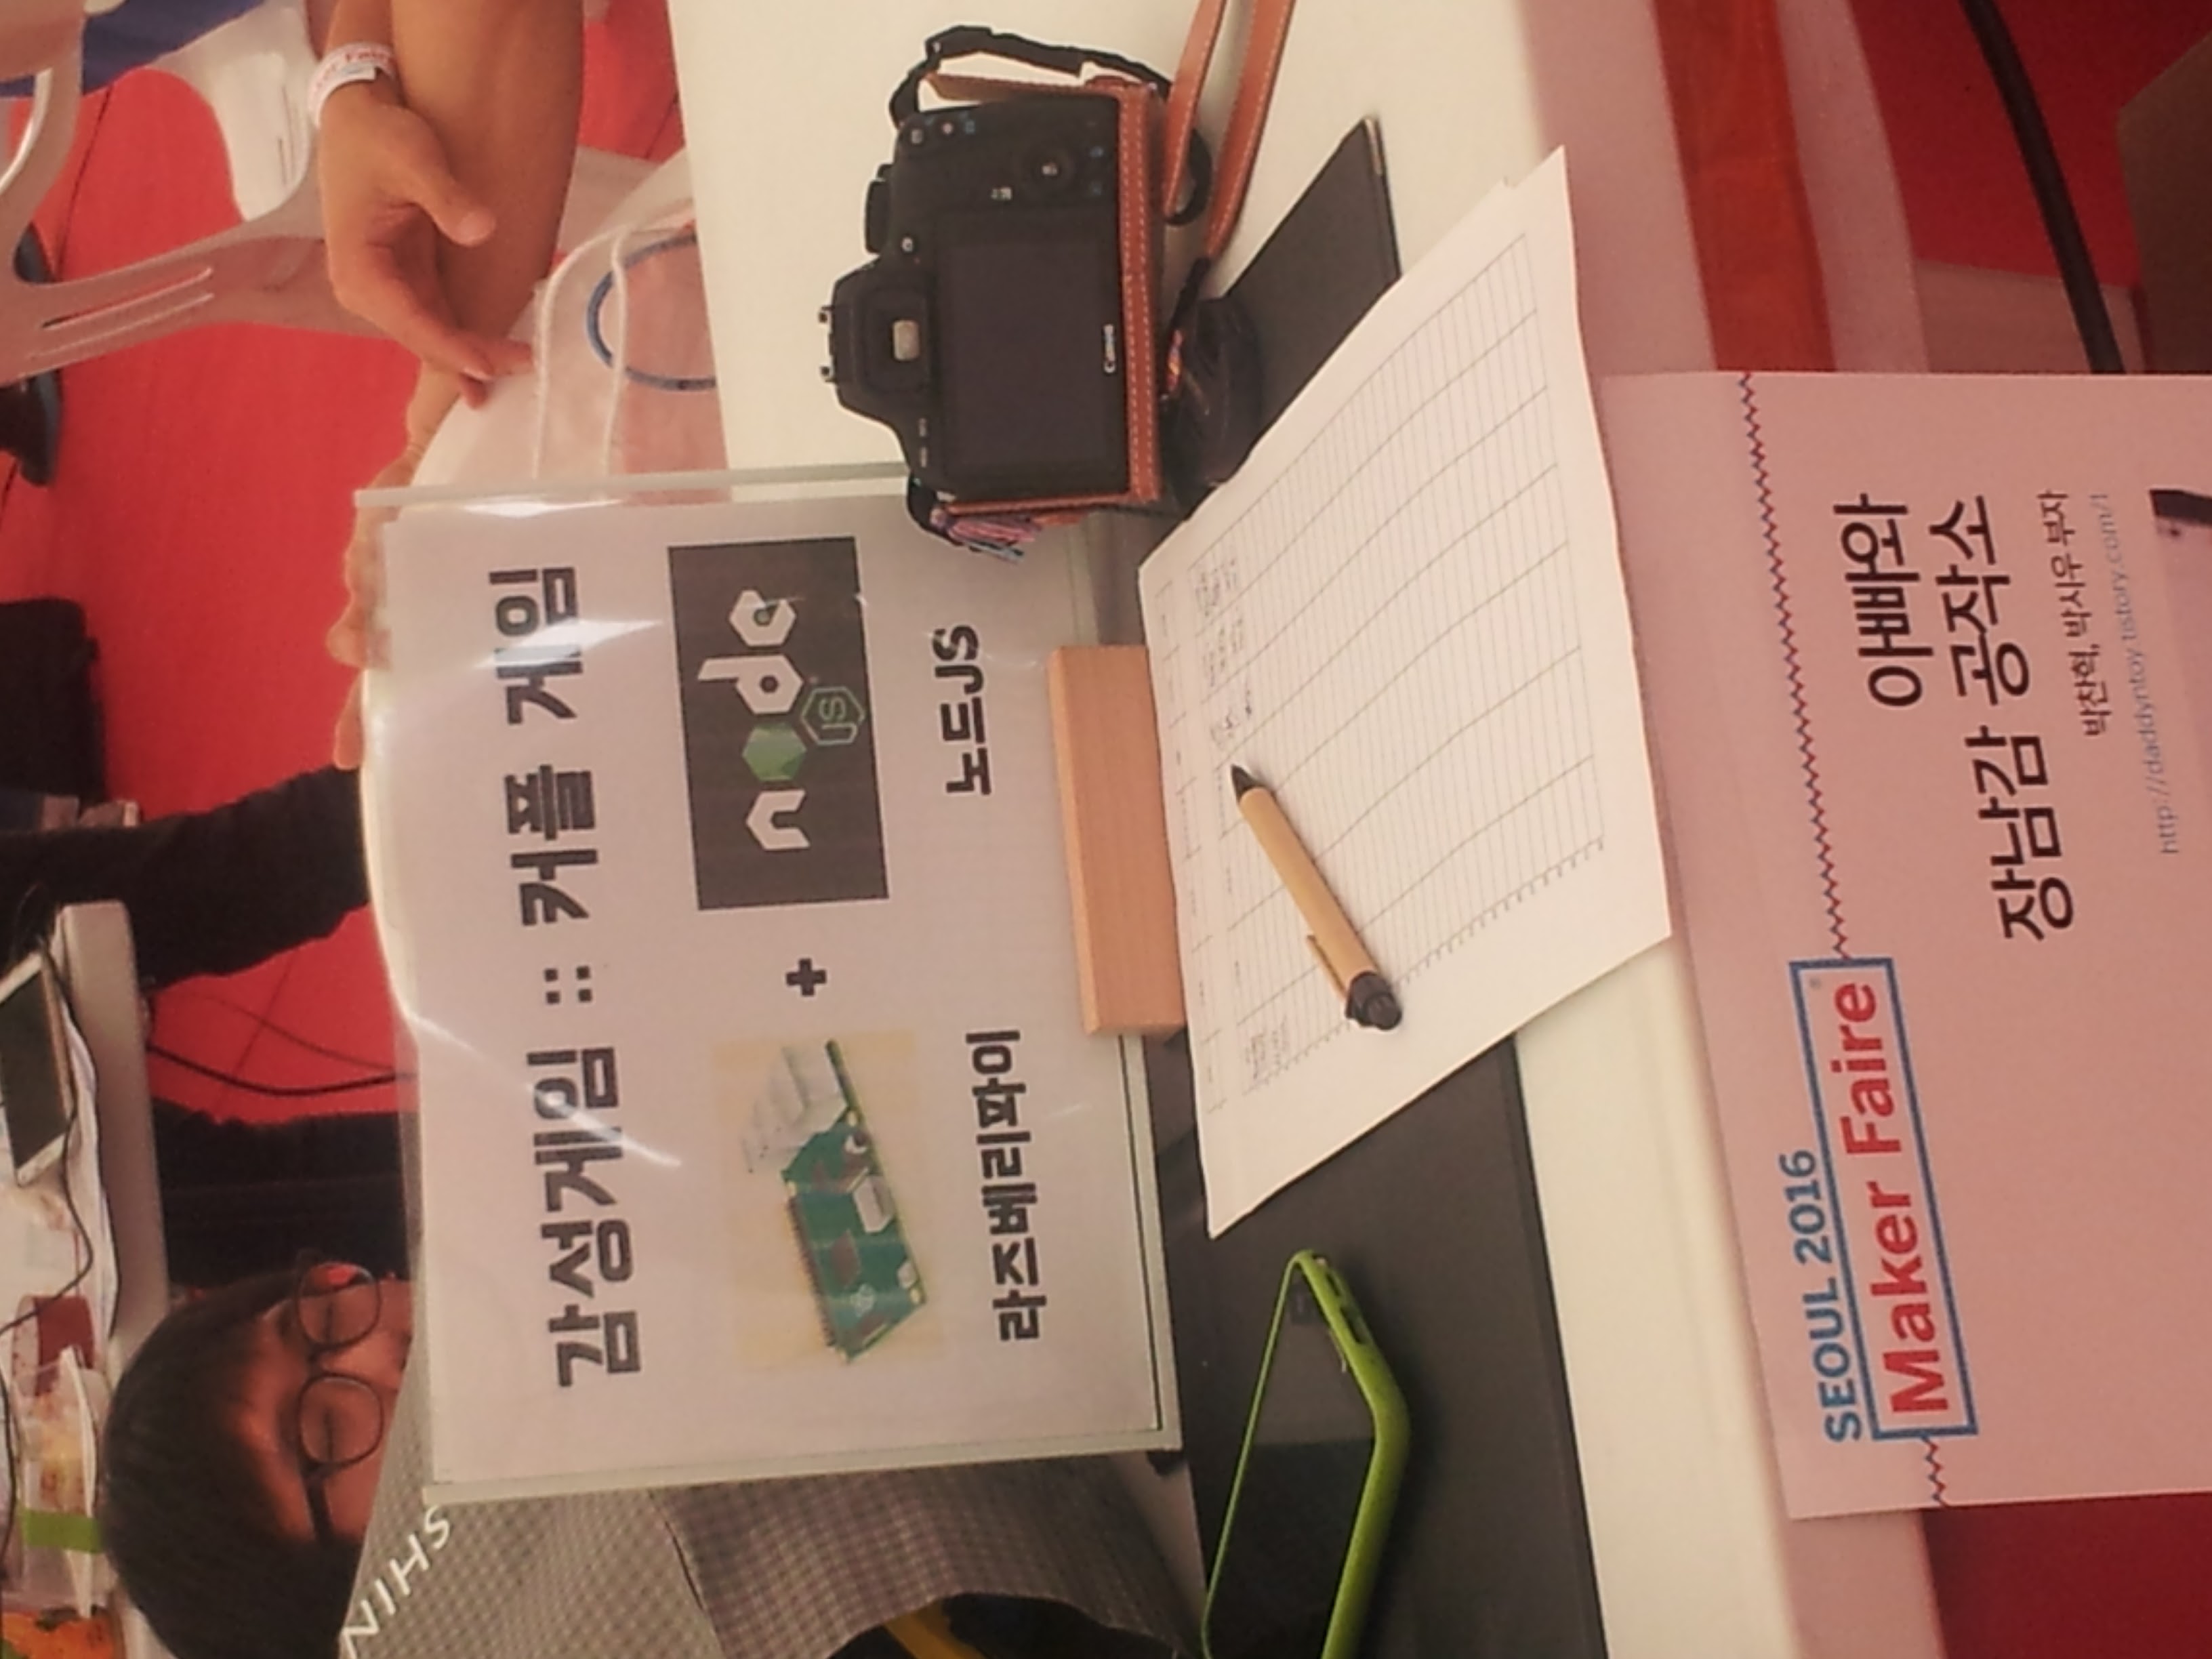 NIHS
감성게임 :: 커플 게임
+
node
JS
라즈베리파이
노드JS
Canon
SEOUL 2016
Maker Faire
아빠와
장남감 공작소
박찬혁, 박시우 부자
http://daddyntoy.tistory.com/1